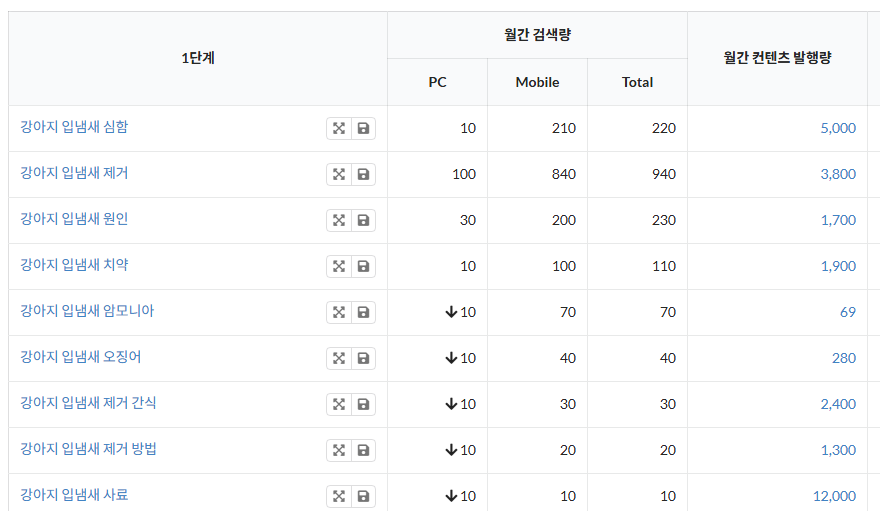 1단계 월간 검색량 월간 컨텐츠 발행량
PC Mobile Total
강아지 입냄새 심함 10 210 220 5,000
강아지 입냄새 제거 100 840 940 3,800
강아지 입냄새 원인 30 200 230 1,700
강아지 입냄새 치약 10 100 110 1,900
강아지 입냄새 암모니아 ↓10 70 70 69
강아지 입냄새 오징어 ↓10 40 40 280
강아지 입냄새 제거 간식 ↓10 30 30 2,400
강아지 입냄새 제거 방법 ↓10 20 20 1,300
강아지 입냄새 사료 ↓10 10 10 12,000